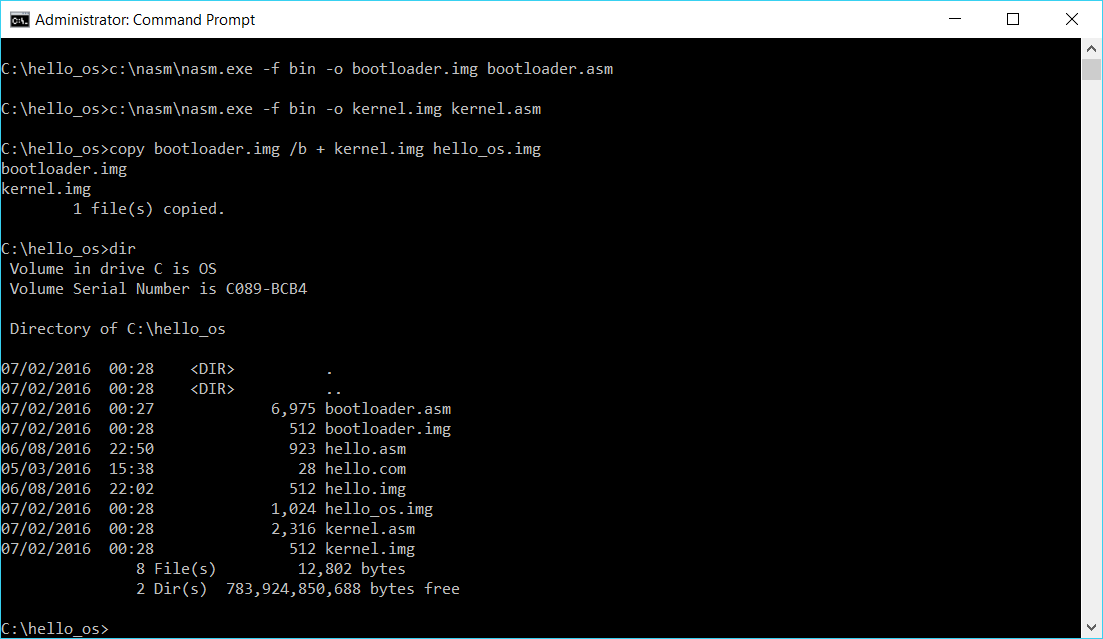 Administrator: Command Prompt
C:\hello_os>c:\nasm\nasm.exe -f bin -o bootloader.img bootloader.asm
C:\hello_os>c:\nasm\nasm.exe -f bin -o kernel.img kernel.asm
C:\hello_os>copy bootloader.img /b + kernel.img hello_os.img
bootloader.img
kernel.img
        1 file(s) copied.
C:\hello_os>dir
 Volume in drive C is OS
 Volume Serial Number is C089-BCB4
 Directory of C:\hello_os
07/02/2016  00:28    <DIR>          .
07/02/2016  00:28    <DIR>          ..
07/02/2016  00:27             6,975 bootloader.asm
07/02/2016  00:28               512 bootloader.img
06/08/2016  22:50               923 hello.asm
05/03/2016  15:38                28 hello.com
06/08/2016  22:02               512 hello.img
07/02/2016  00:28             1,024 hello_os.img
07/02/2016  00:28             2,316 kernel.asm
07/02/2016  00:28               512 kernel.img
               8 File(s)         12,802 bytes
               2 Dir(s)  783,924,850,688 bytes free
C:\hello_os>